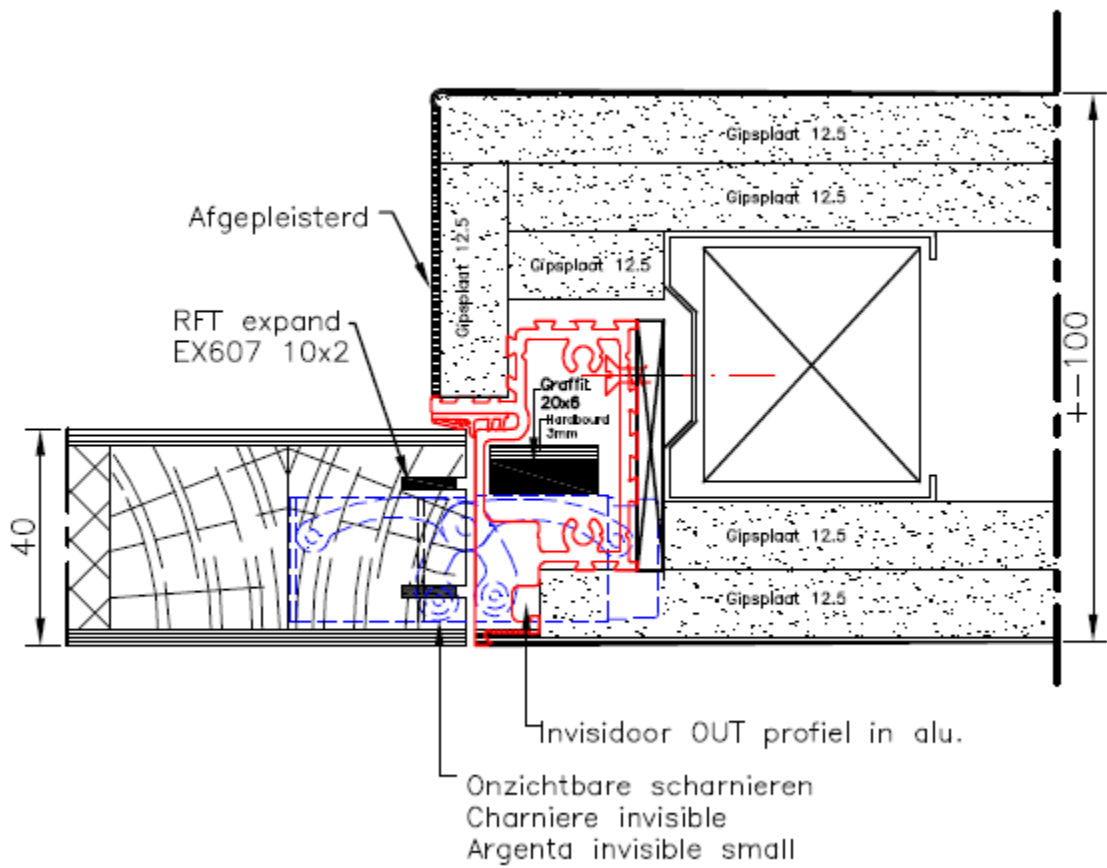 Gipsplaat 12.5
Gipsplaat 12.5
Afgepleisterd
Gipsplaat 12.5
Gipsplaat 12.5
RFT expand
EX607 10x2
Graffit
20x6
Hardbourd
3mm
+-100
40
Gipsplaat 12.5
Gipsplaat 12.5
Invisidoor OUT profiel in alu.
Onzichtbare scharnieren
Charniere invisible
Argenta invisible small